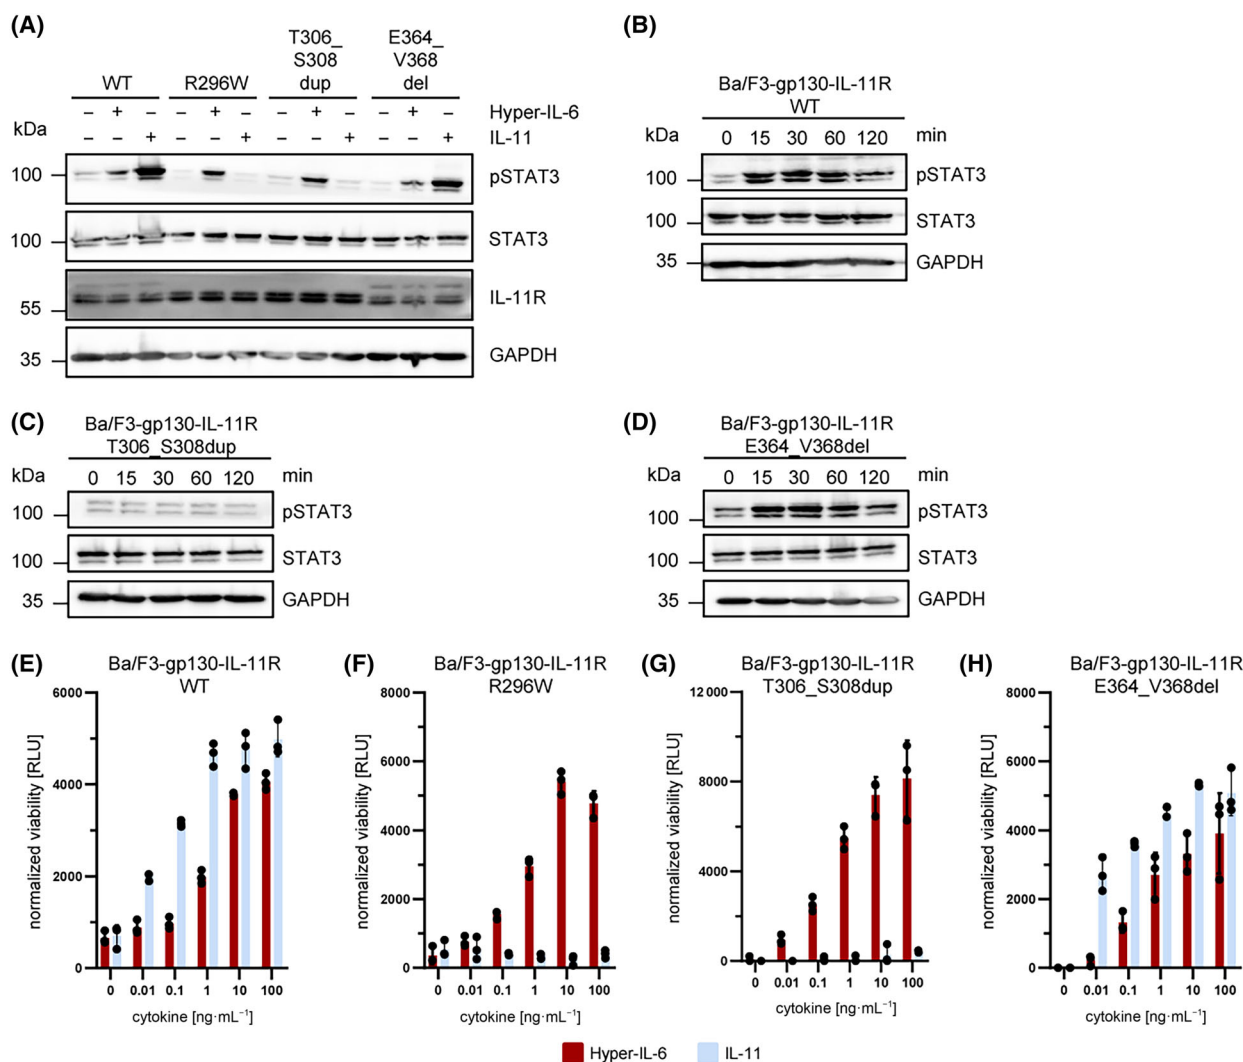 (A)
WT R296W T306_ S308 dup E364_ V368 del
– + – – + – – + – – + – Hyper-IL-6
kDa – – + – – + – – + – – + IL-11
100 pSTAT3
100 STAT3
55 IL-11R
35 GAPDH
(B)
Ba/F3-gp130-IL-11R
WT
kDa 0 15 30 60 120 min
100 pSTAT3
100 STAT3
35 GAPDH
(C)
Ba/F3-gp130-IL-11R
T306_S308dup
kDa 0 15 30 60 120 min
100 pSTAT3
100 STAT3
35 GAPDH
(D)
Ba/F3-gp130-IL-11R
E364_V368del
kDa 0 15 30 60 120 min
100 pSTAT3
100 STAT3
35 GAPDH
(E)
Ba/F3-gp130-IL-11R
WT
normalized viability [RLU]
6000
4000
2000
0
0 0.01 0.1 1 10 100
cytokine [ng·mL⁻¹]
(F)
Ba/F3-gp130-IL-11R
R296W
normalized viability [RLU]
8000
6000
4000
2000
0
0 0.01 0.1 1 10 100
cytokine [ng·mL⁻¹]
(G)
Ba/F3-gp130-IL-11R
T306_S308dup
normalized viability [RLU]
12 000
8000
4000
0
0 0.01 0.1 1 10 100
cytokine [ng·mL⁻¹]
(H)
Ba/F3-gp130-IL-11R
E364_V368del
normalized viability [RLU]
8000
6000
4000
2000
0
0 0.01 0.1 1 10 100
cytokine [ng·mL⁻¹]
Hyper-IL-6 IL-11